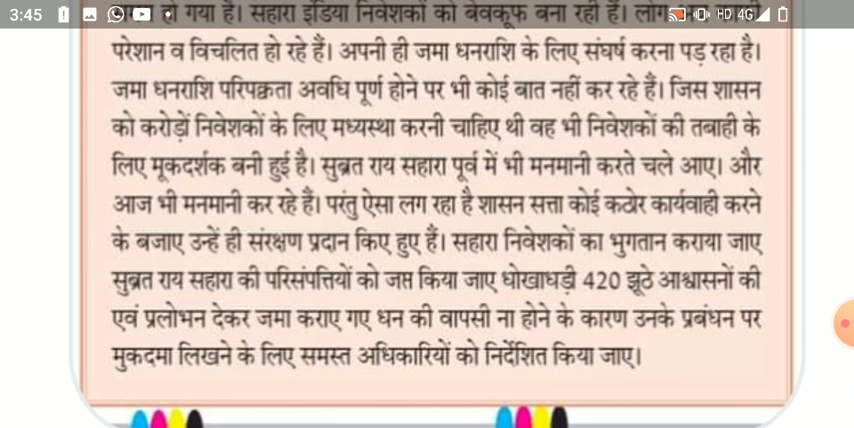 3:45 HD 4G
गया है। सहारा इंडिया निवेशकों को बेवकूफ बना रही है।
परेशान व विचलित हो रहे हैं। अपनी ही जमा धनराशि के लिए संघर्ष करना पड़ रहा है।
जमा धनराशि परिपक्वता अवधि पूर्ण होने पर भी कोई बात नहीं कर रहे हैं। जिस शासन
को करोड़ों निवेशकों के लिए मध्यस्था करनी चाहिए थी वह भी निवेशकों की तबाही के
लिए मूकदर्शक बनी हुई है। सुब्रत राय सहारा पूर्व में भी मनमानी करते चले आए। और
आज भी मनमानी कर रहे हैं। परंतु ऐसा लग रहा है शासन सत्ता कोई कठोर कार्यवाही करने
के बजाए उन्हें ही संरक्षण प्रदान किए हुए हैं। सहारा निवेशकों का भुगतान कराया जाए
सुब्रत राय सहारा की परिसंपत्तियों को जप्त किया जाए धोखाधड़ी 420 झूठे आश्वासनों की
एवं प्रलोभन देकर जमा कराए गए धन की वापसी ना होने के कारण उनके प्रबंधन पर
मुकदमा लिखने के लिए समस्त अधिकारियों को निर्देशित किया जाए।